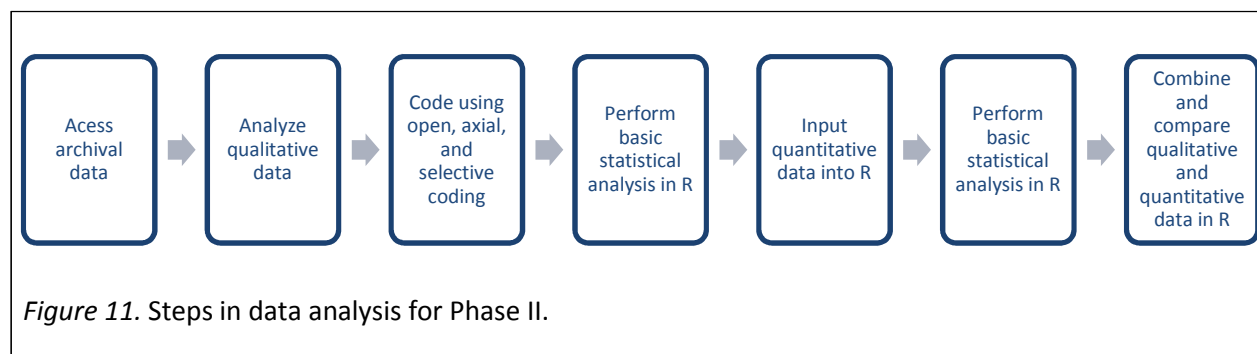 Acess
archival
data
Analyze
qualitative
data
Code using
open, axial,
and
selective
coding
Perform
basic
statistical
analysis in R
Input
quantitative
data into R
Perform
basic
statistical
analysis in R
Combine
and
compare
qualitative
and
quantitative
data in R
Figure 11. Steps in data analysis for Phase II.